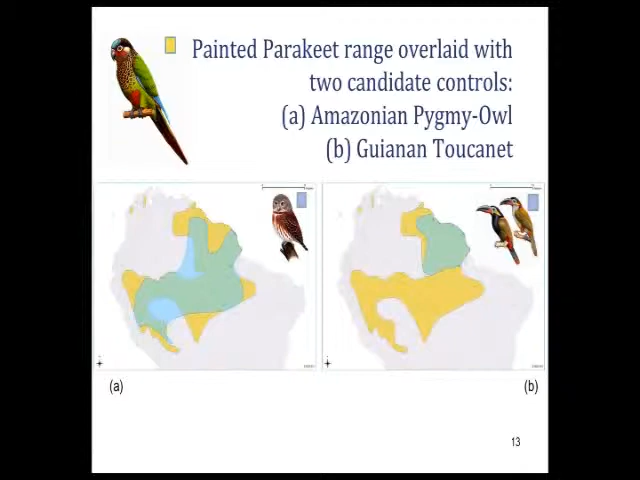 Painted Parakeet range overlaid with
two candidate controls:
(a) Amazonian Pygmy-Owl
(b) Guianan Toucanet
(a)
(b)
13